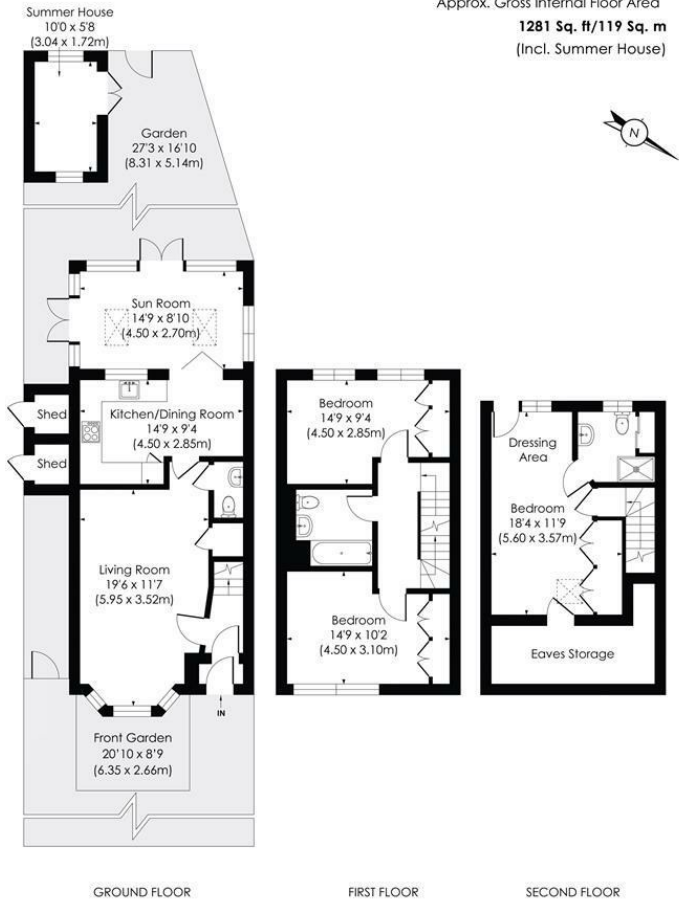 Approx. Gross Internal Floor Area
1281 Sq. ft/119 Sq. m
(Incl. Summer House)
N
Summer House
10'0 x 5'8
(3.04 x 1.72m)
Garden
27'3 x 16'10
(8.31 x 5.14m)
Sun Room
14'9 x 8'10
(4.50 x 2.70m)
Shed
Shed
Kitchen/Dining Room
14'9 x 9'4
(4.50 x 2.85m)
Living Room
19'6 x 11'7
(5.95 x 3.52m)
IN
Front Garden
20'10 x 8'9
(6.35 x 2.66m)
Bedroom
14'9 x 9'4
(4.50 x 2.85m)
Bedroom
14'9 x 10'2
(4.50 x 3.10m)
Dressing
Area
Bedroom
18'4 x 11'9
(5.60 x 3.57m)
Eaves Storage
GROUND FLOOR
FIRST FLOOR
SECOND FLOOR